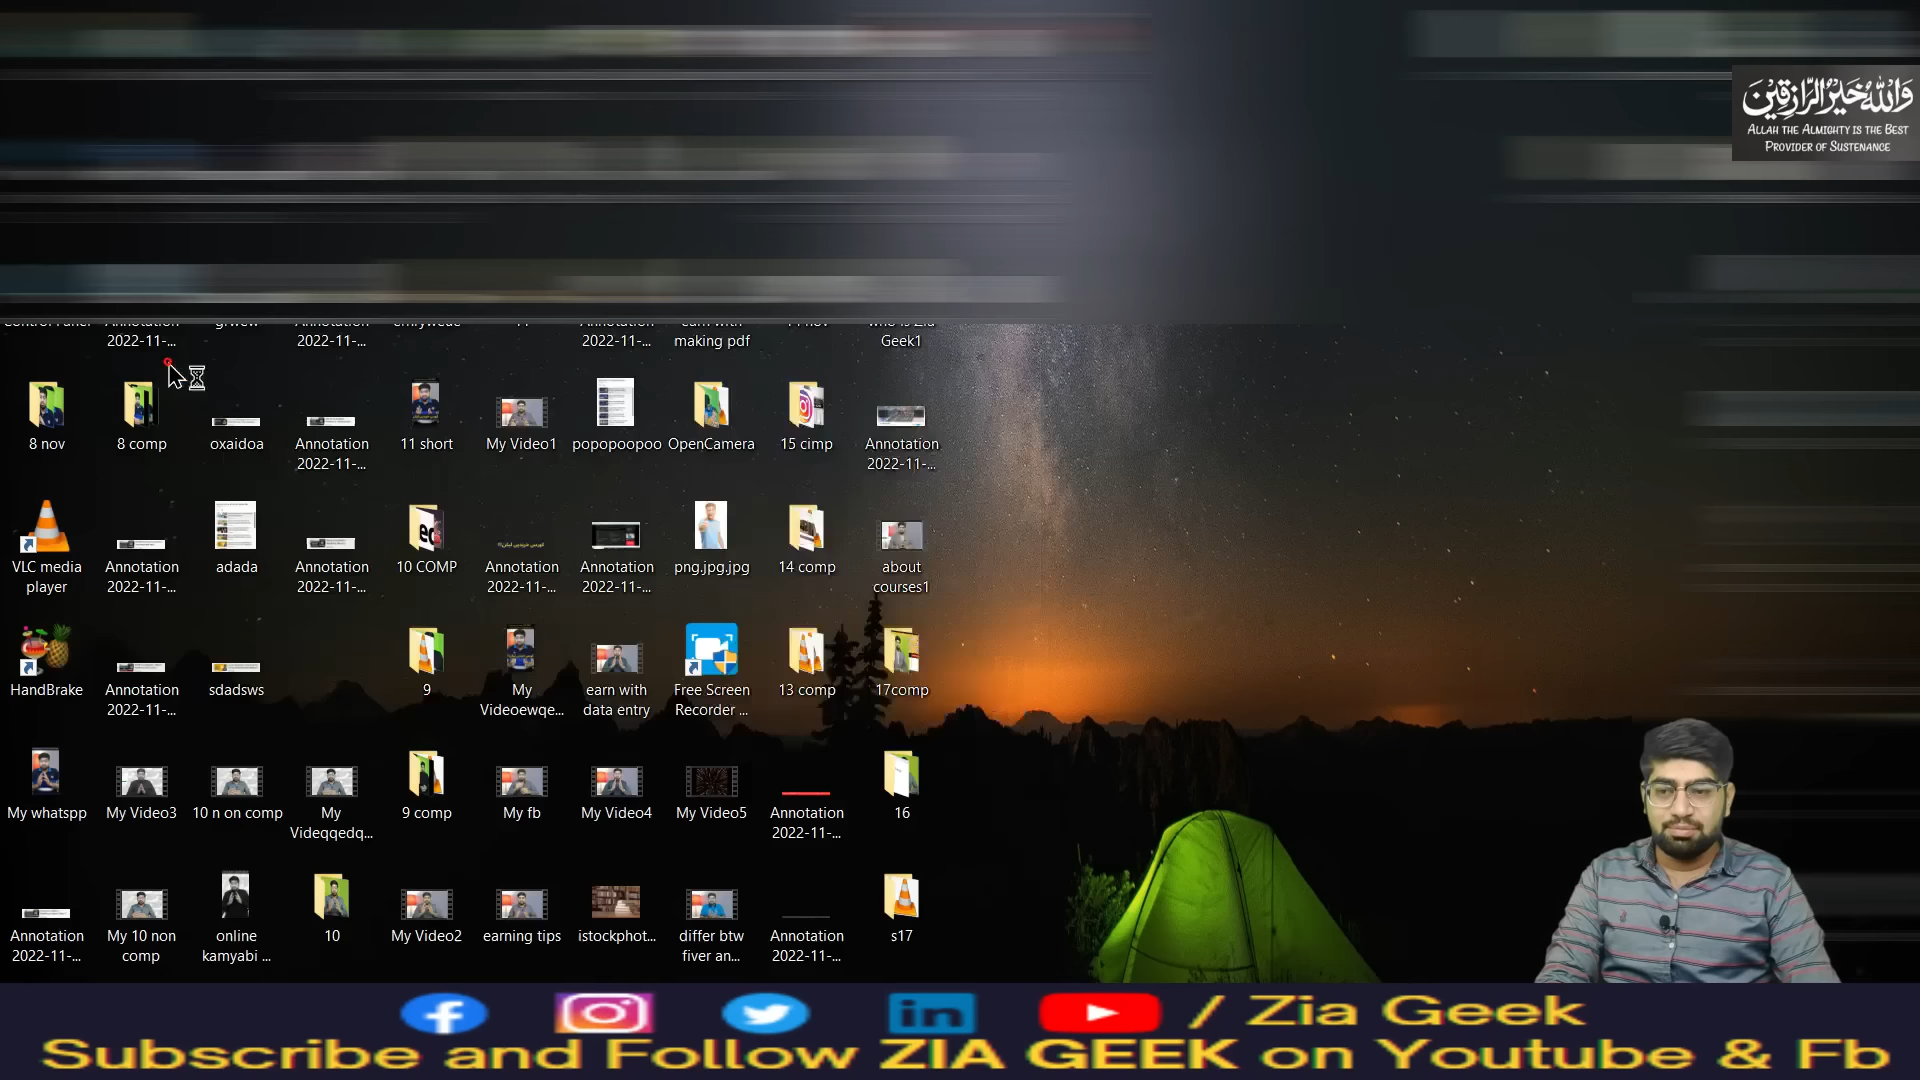 وَاللّٰهُ خَيْرُ الرَّازِقِيْنَ
ALLAH THE ALMIGHTY IS THE BEST
PROVIDER OF SUSTENANCE
2022-11-...
2022-11-...
2022-11-...
making pdf
Geek1
8 nov
8 comp
oxaidoa
Annotation
2022-11-...
11 short
My Video1
popopoopoo
OpenCamera
15 cimp
Annotation
2022-11-...
VLC media
player
Annotation
2022-11-...
adada
Annotation
2022-11-...
10 COMP
Annotation
2022-11-...
Annotation
2022-11-...
png.jpg.jpg
14 comp
about
courses1
HandBrake
Annotation
2022-11-...
sdadsws
9
My
Videoewqe...
earn with
data entry
Free Screen
Recorder ...
13 comp
17comp
My whatspp
My Video3
10 n on comp
My
Videqqedq...
9 comp
My fb
My Video4
My Video5
Annotation
2022-11-...
16
Annotation
2022-11-...
My 10 non
comp
online
kamyabi ...
10
My Video2
earning tips
istockphot...
differ btw
fiver an...
Annotation
2022-11-...
s17
/ Zia Geek
Subscribe and Follow ZIA GEEK on Youtube & Fb